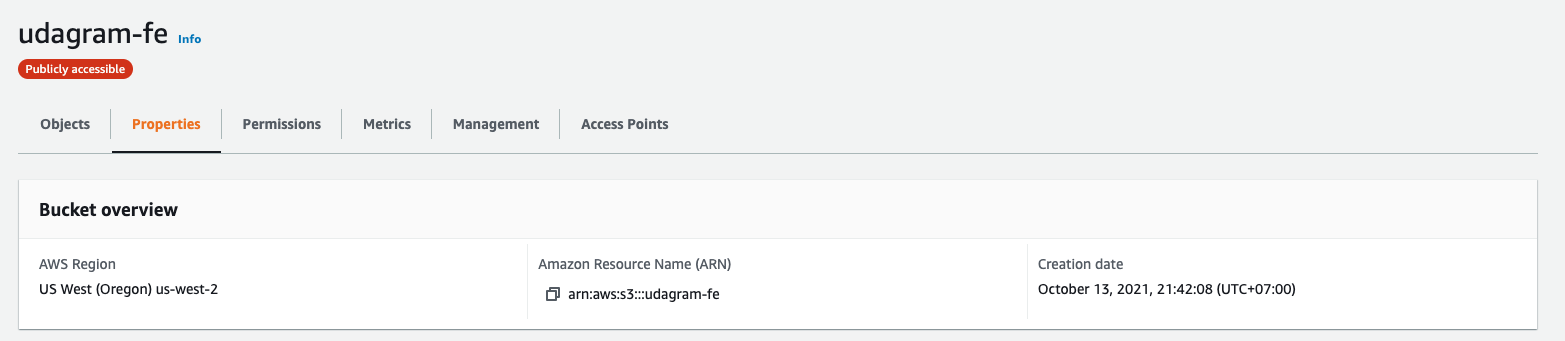 udagram-fe Info
Publicly accessible
Objects Properties Permissions Metrics Management Access Points
Bucket overview
AWS Region
US West (Oregon) us-west-2
Amazon Resource Name (ARN)
arn:aws:s3:::udagram-fe
Creation date
October 13, 2021, 21:42:08 (UTC+07:00)